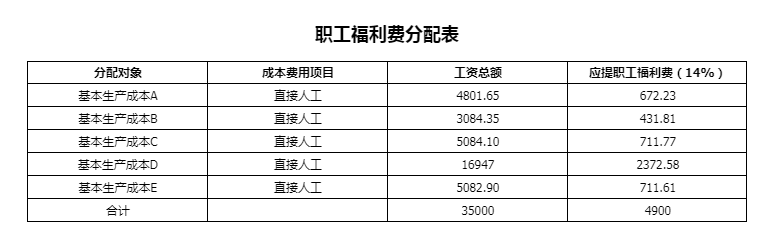 职工福利费分配表
分配对象 成本费用项目 工资总额 应提职工福利费（14%）
基本生产成本A 直接人工 4801.65 672.23
基本生产成本B 直接人工 3084.35 431.81
基本生产成本C 直接人工 5084.10 711.77
基本生产成本D 直接人工 16947 2372.58
基本生产成本E 直接人工 5082.90 711.61
合计 35000 4900